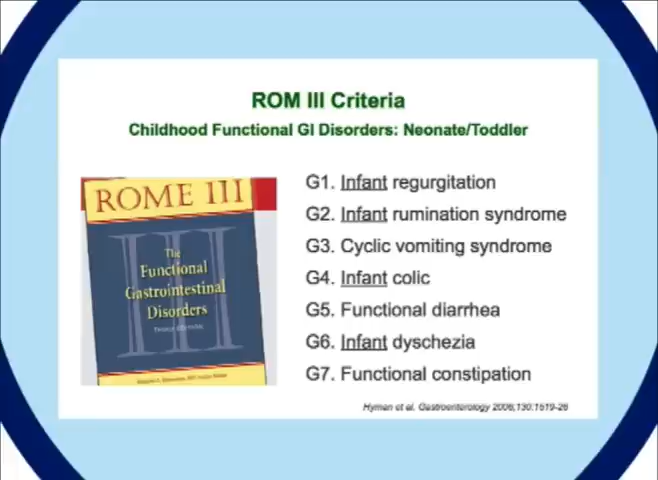 ROM III Criteria
Childhood Functional GI Disorders: Neonate/Toddler
ROME III
The
Functional
Gastrointestinal
Disorders
G1. Infant regurgitation
G2. Infant rumination syndrome
G3. Cyclic vomiting syndrome
G4. Infant colic
G5. Functional diarrhea
G6. Infant dyschezia
G7. Functional constipation
Hyman et al. Gastroenterology 2006;130:1519-26